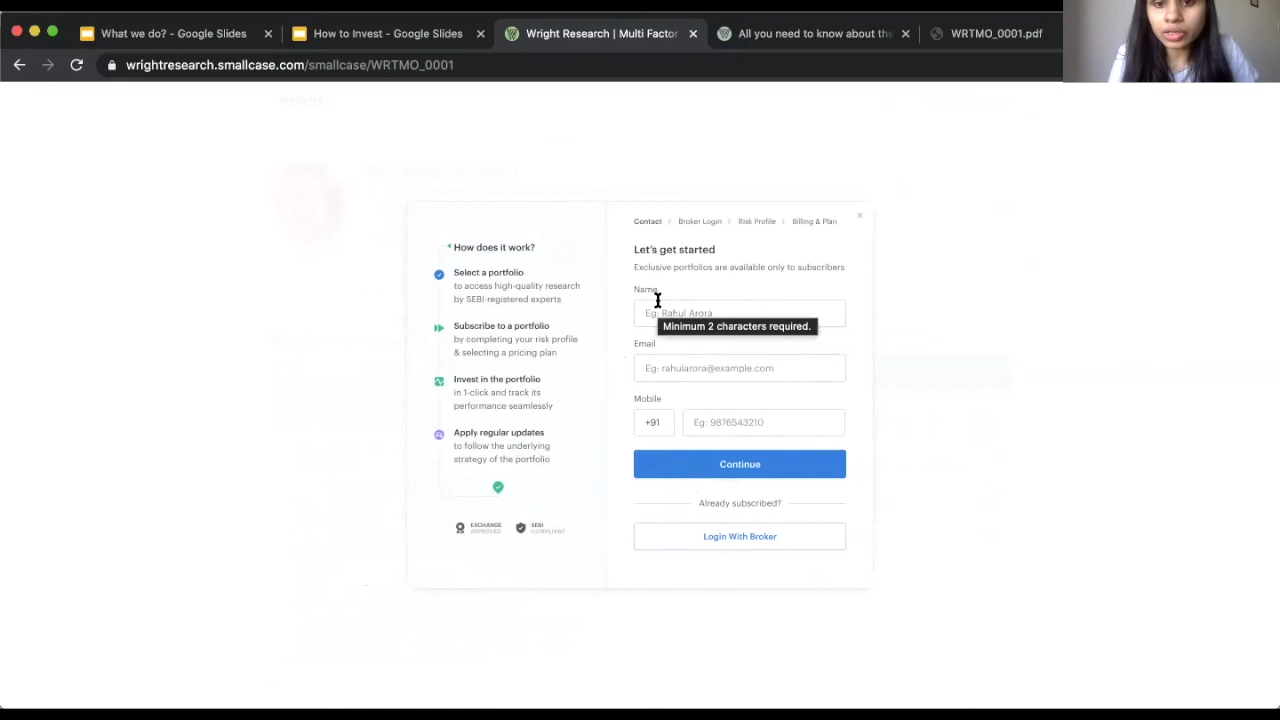 What we do? - Google Slides
How to Invest - Google Slides
Wright Research | Multi Factor
All you need to know about the
WRTMO_0001.pdf
wrightresearch.smallcase.com/smallcase/WRTMO_0001
How does it work?
Select a portfolio
to access high-quality research
by SEBI-registered experts
Subscribe to a portfolio
by completing your risk profile
& selecting a pricing plan
Invest in the portfolio
in 1-click and track its
performance seamlessly
Apply regular updates
to follow the underlying
strategy of the portfolio
EXCHANGE
APPROVED
SEBI
COMPLIANT
Contact > Broker Login > Risk Profile > Billing & Plan
Let's get started
Exclusive portfolios are available only to subscribers
Name
Eg: Rahul Arora
Minimum 2 characters required.
Email
Eg: rahularora@example.com
Mobile
+91 Eg: 9876543210
Continue
Already subscribed?
Login With Broker